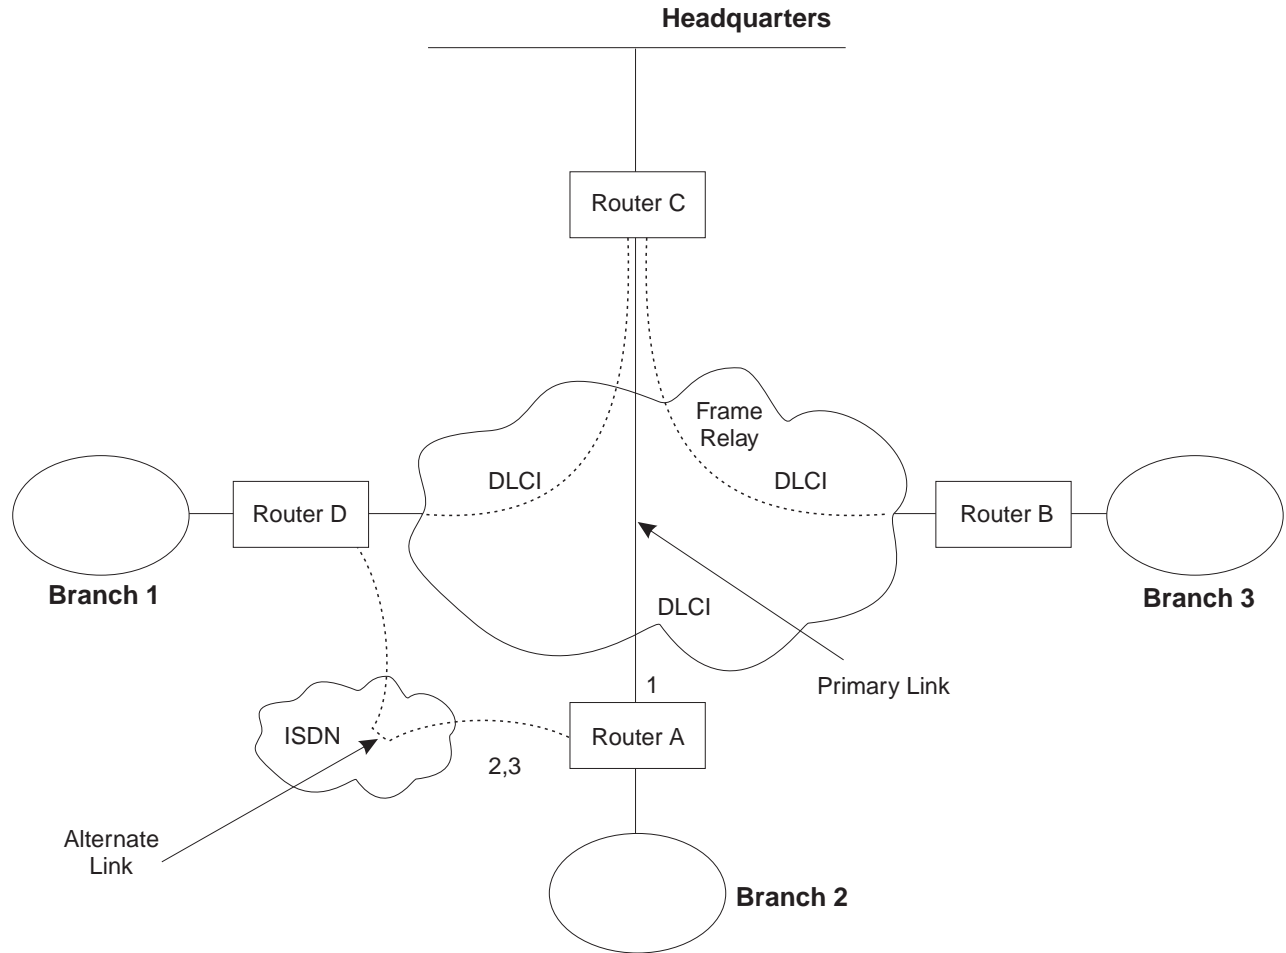 Headquarters
Router C
Frame
Relay
DLCI
DLCI
Router D
Router B
Branch 1
Branch 3
DLCI
1
Primary Link
ISDN
Router A
2,3
Alternate
Link
Branch 2